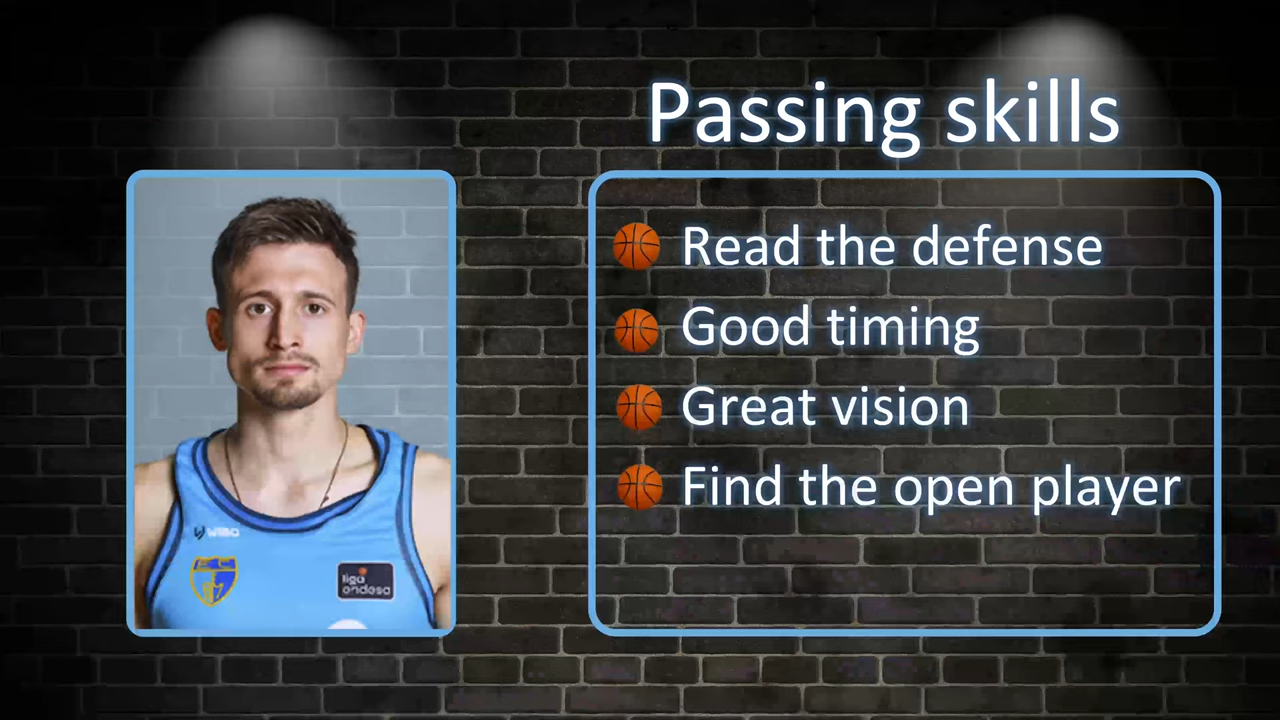 Passing skills
Read the defense
Good timing
Great vision
Find the open player
liga
endesa